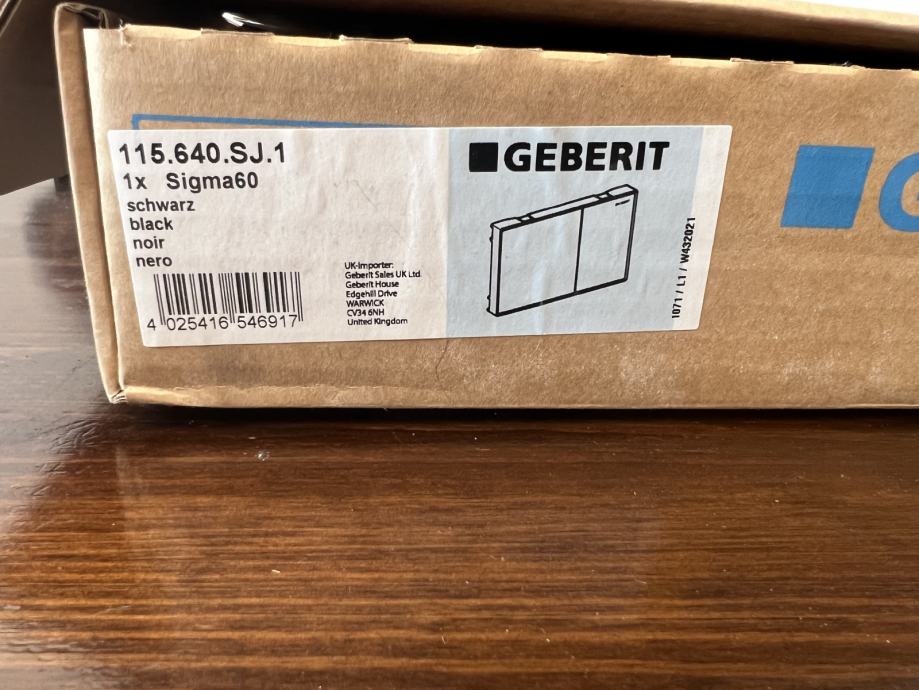 115.640.SJ.1
1x Sigma60
schwarz
black
noir
nero
4 025416 546917
UK-Importer:
Geberit Sales UK Ltd
Geberit House
Edgehill Drive
WARWICK
CV34 6NH
United Kingdom
GEBERIT
1071 / L1 / W432021
G